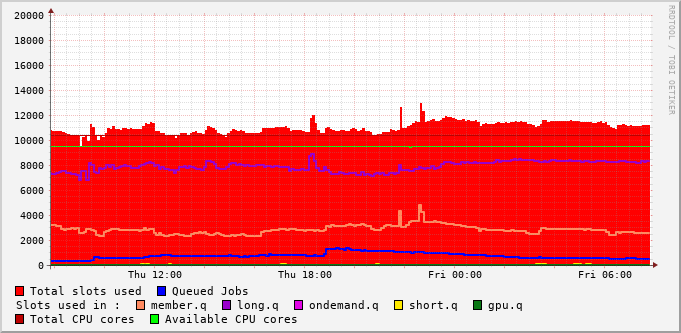 RRDTOOL / TOBI OETIKER
20000
18000
16000
14000
12000
10000
8000
6000
4000
2000
0
Thu 12:00 Thu 18:00 Fri 00:00 Fri 06:00
Total slots used Queued Jobs
Slots used in : member.q long.q ondemand.q short.q gpu.q
Total CPU cores Available CPU cores